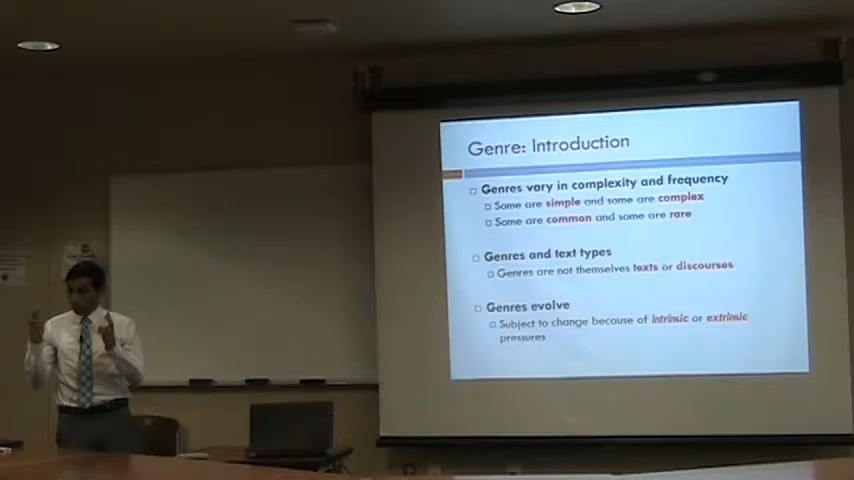 Genre: Introduction
Genres vary in complexity and frequency
Some are simple and some are complex
Some are common and some are rare
Genres and text types
Genres are not themselves texts or discourses
Genres evolve
Subject to change because of intrinsic or extrinsic
pressures